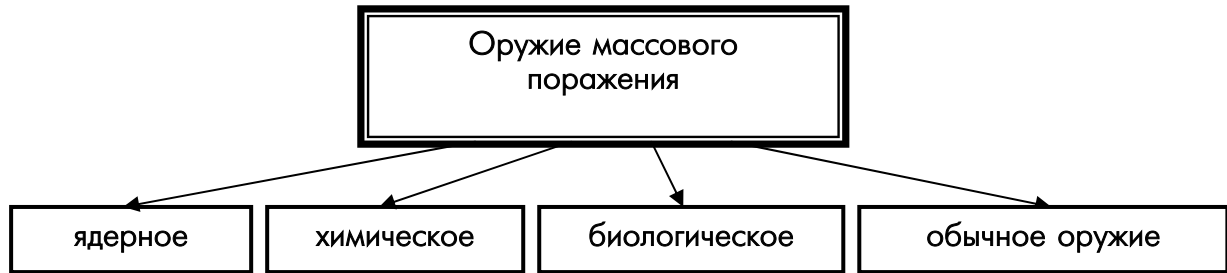 Оружие массового
поражения
ядерное
химическое
биологическое
обычное оружие